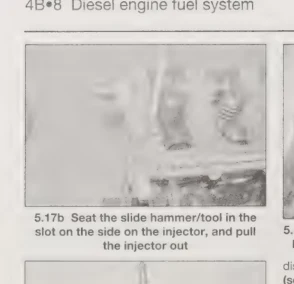 4B•8 Diesel engine fuel system
5.17b Seat the slide hammer/tool in the
slot on the side on the injector, and pull
the injector out
5.